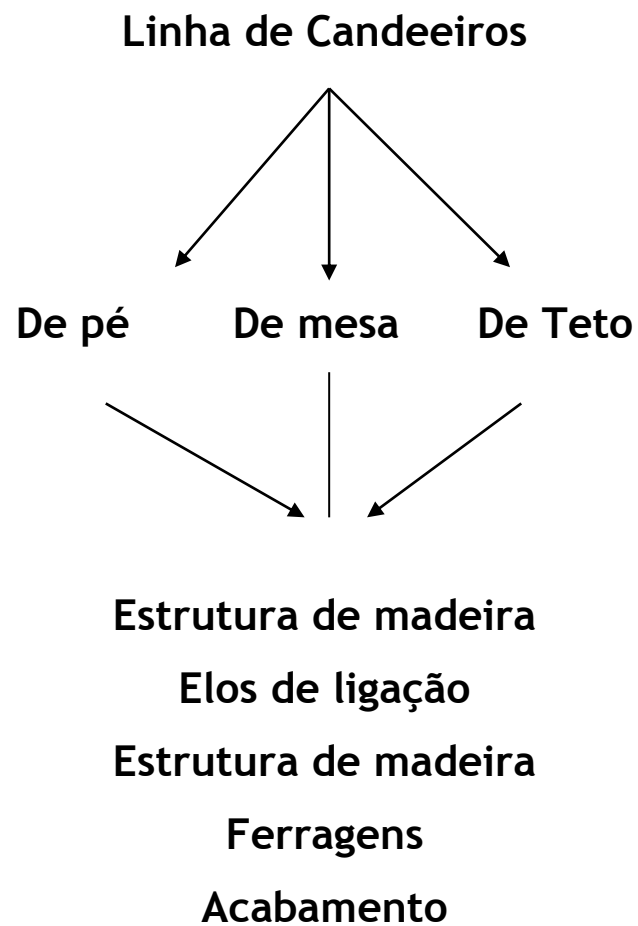 Linha de Candeeiros
De pé De mesa De Teto
Estrutura de madeira
Elos de ligação
Estrutura de madeira
Ferragens
Acabamento